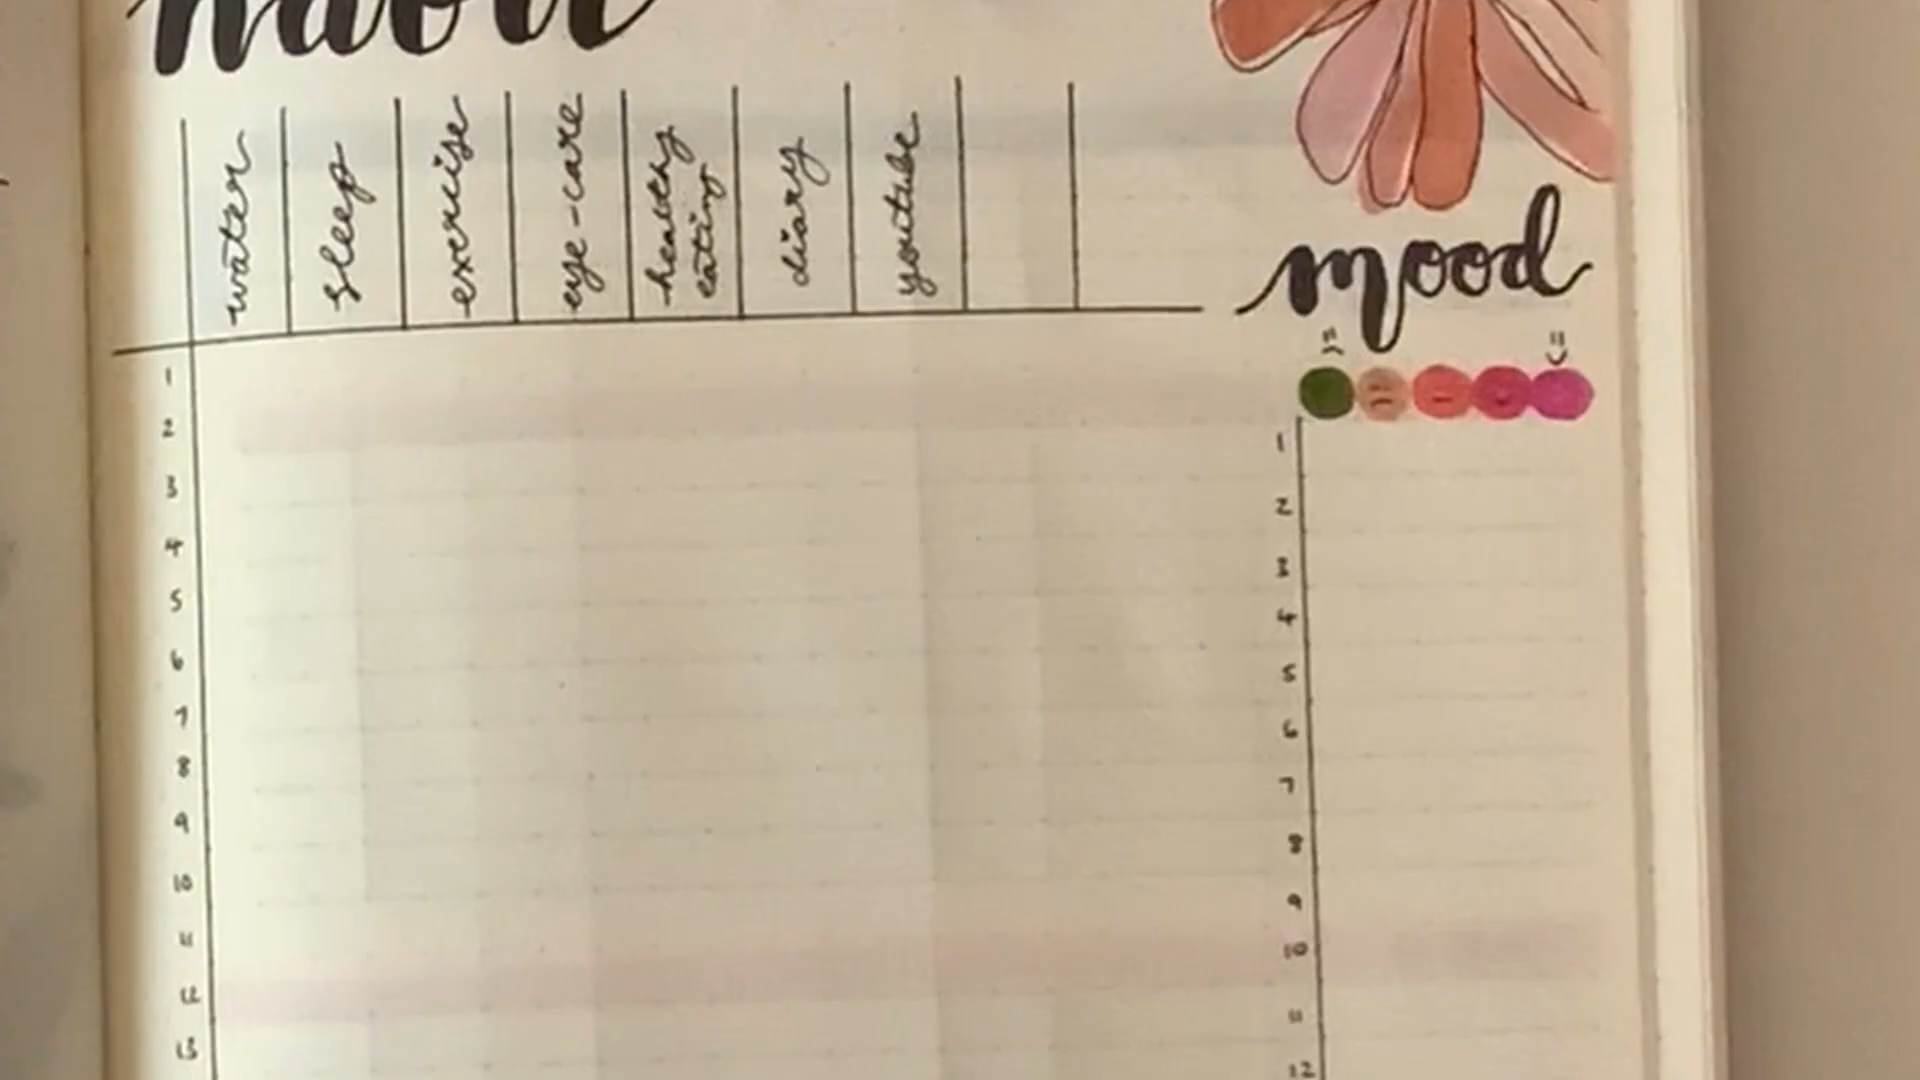 habit
water
sleep
exercise
eye-care
healthy
eating
diary
youtube
mood
1
2
3
4
5
6
7
8
9
10
11
12
13
1
2
3
4
5
6
7
8
9
10
11
12